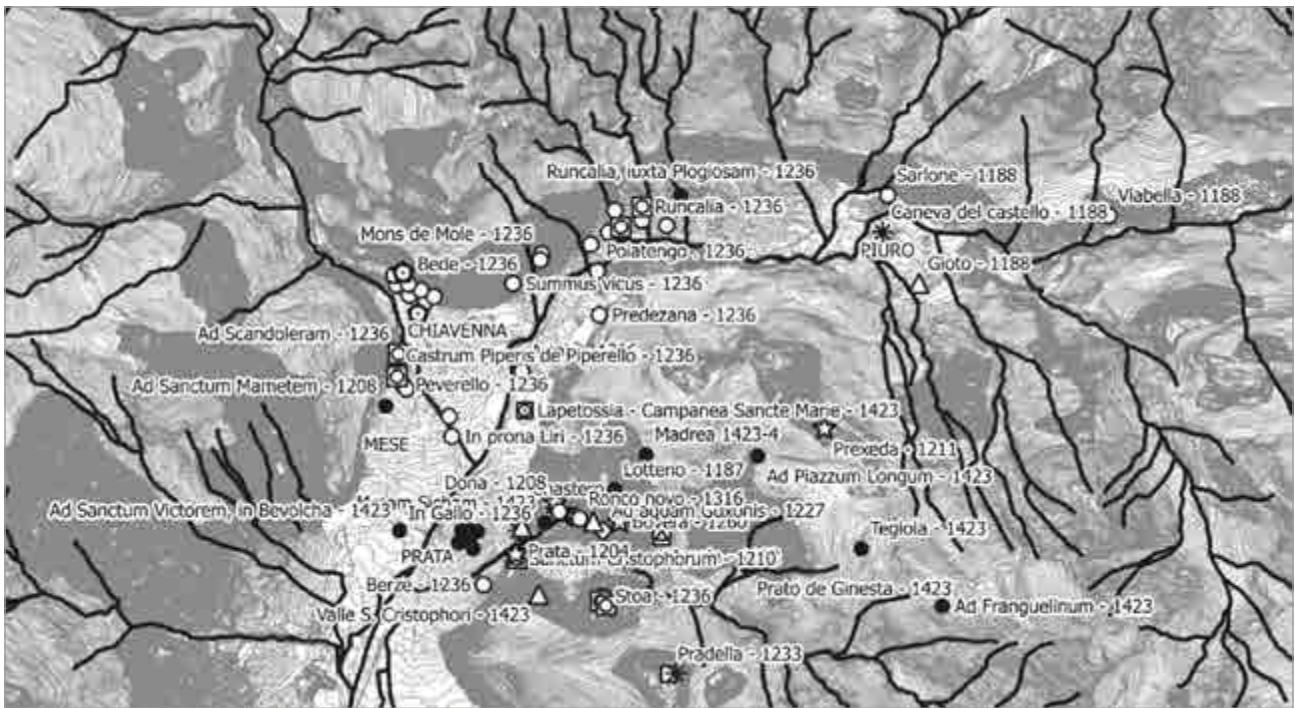 Runcalia, iuxta Plogiosam - 1236
Sarlone - 1188
Viabella - 1188
Runcalia - 1236
Caneva del castello - 1188
Mons de Mole - 1236
Polatengo - 1236
PIURO
Bede - 1236
Gioto - 1188
Summus vicus - 1236
Predezana - 1236
CHIAVENNA
Ad Scandoleram - 1236
Castrum Piperis de Piperello - 1236
Ad Sanctum Mametem - 1208
Peverello - 1236
Lapetossia - Campanea Sancte Marie - 1423
MESE
In prona Liri - 1236
Madrea 1423-4
Prexeda - 1211
Lotteno - 1187
Ad Piazzum Longum - 1423
Dona - 1208
Ronco novo - 1316
Ad Sanctum Victorem, in Bevolcha - 1423
In Gallo - 1236
Ad aquam Guxunis - 1227
Tegiola - 1423
PRATA
Prata - 1204
Sanctum Cristophorum - 1210
Berze - 1236
Stoa - 1236
Prato de Ginesta - 1423
Valle S. Cristophori - 1423
Ad Franguelinum - 1423
Pradella - 1233